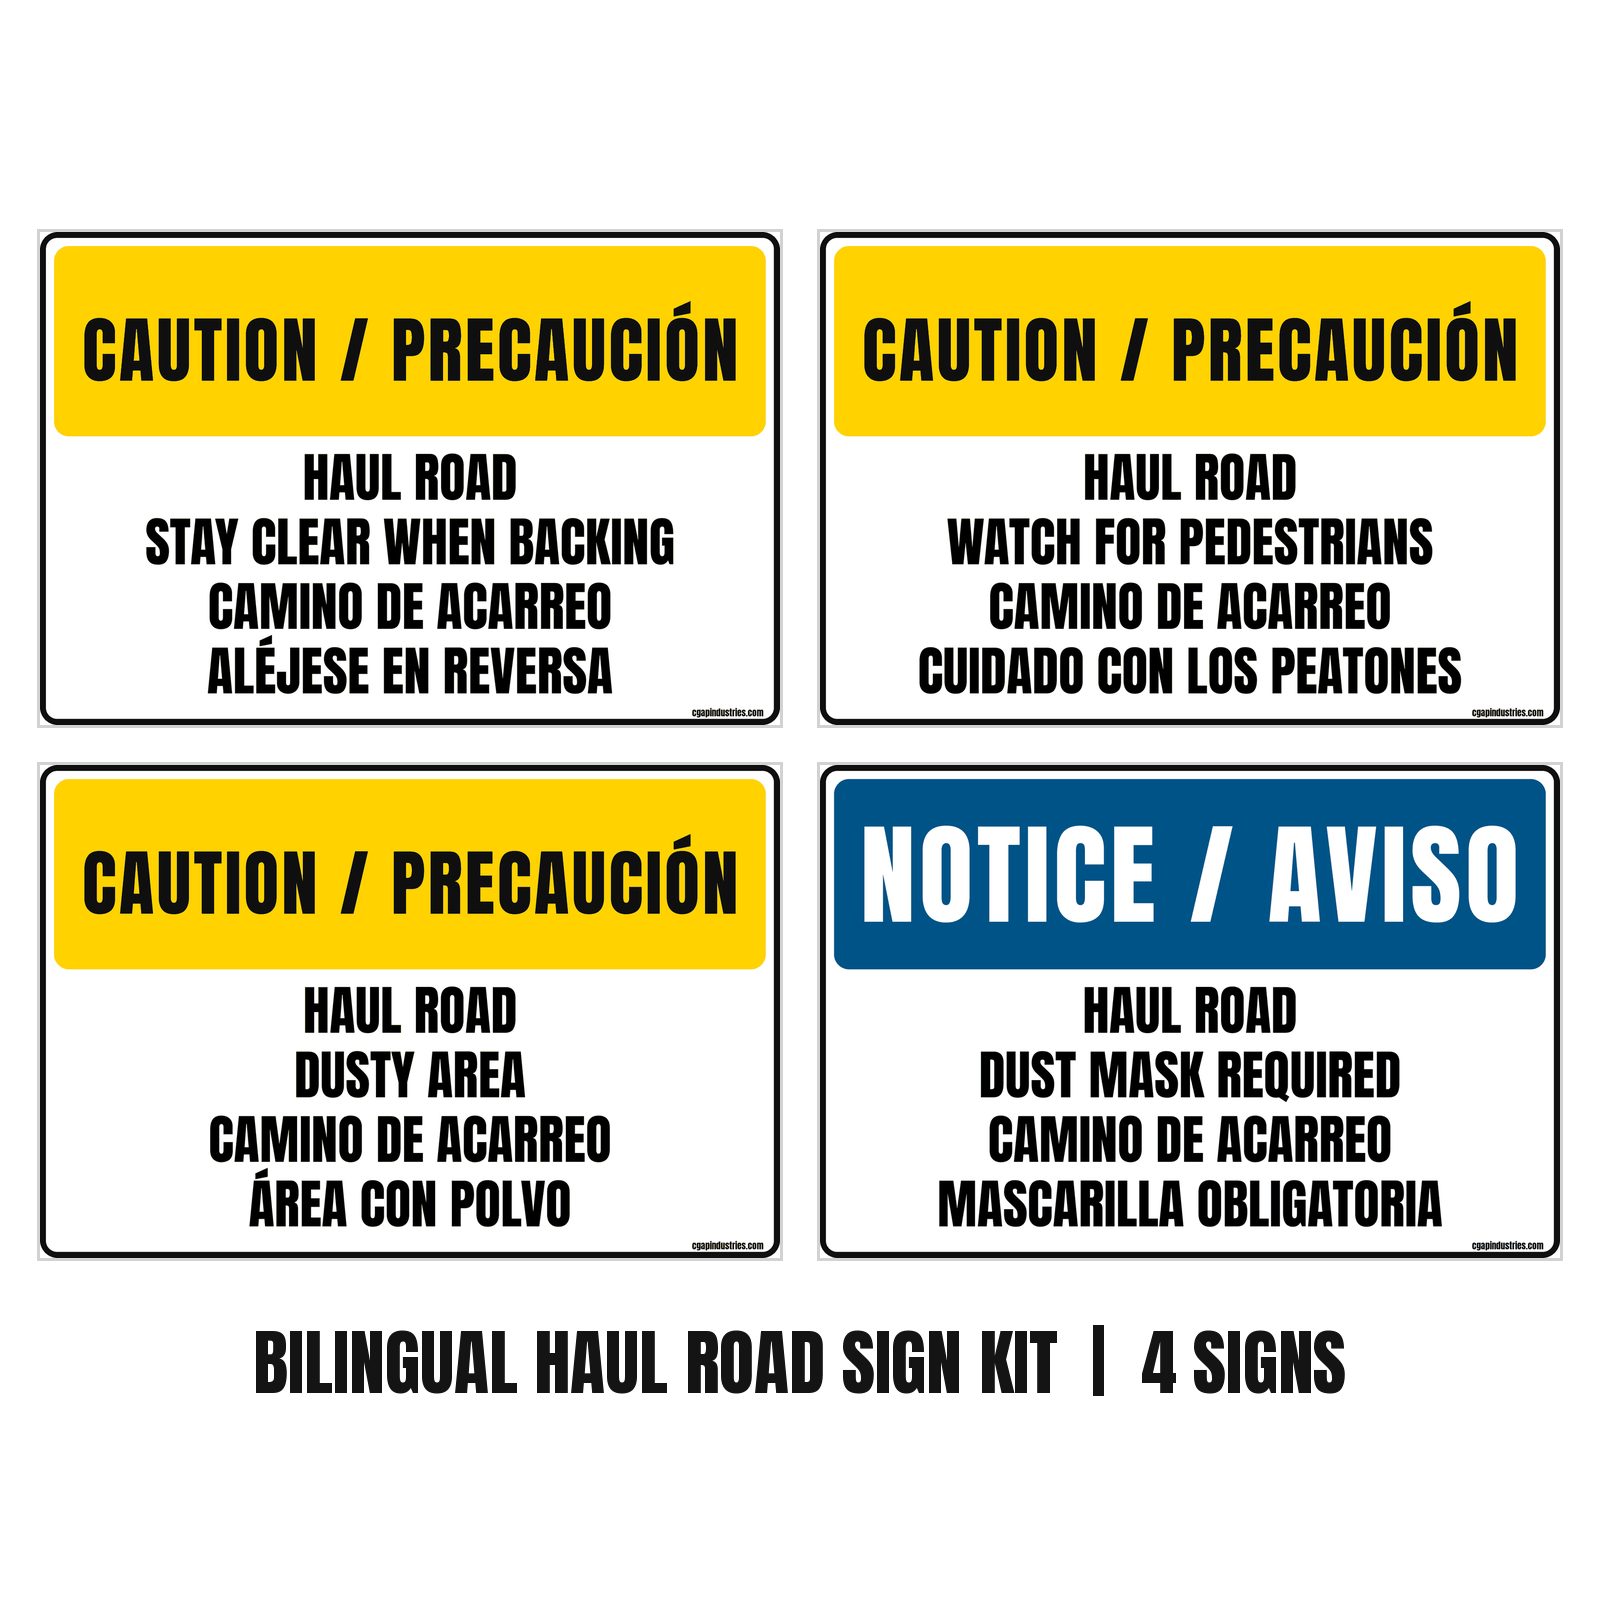 CAUTION / PRECAUCIÓN
HAUL ROAD
STAY CLEAR WHEN BACKING
CAMINO DE ACARREO
ALÉJESE EN REVERSA
cgapindustries.com
CAUTION / PRECAUCIÓN
HAUL ROAD
WATCH FOR PEDESTRIANS
CAMINO DE ACARREO
CUIDADO CON LOS PEATONES
cgapindustries.com
CAUTION / PRECAUCIÓN
HAUL ROAD
DUSTY AREA
CAMINO DE ACARREO
ÁREA CON POLVO
cgapindustries.com
NOTICE / AVISO
HAUL ROAD
DUST MASK REQUIRED
CAMINO DE ACARREO
MASCARILLA OBLIGATORIA
cgapindustries.com
BILINGUAL HAUL ROAD SIGN KIT | 4 SIGNS